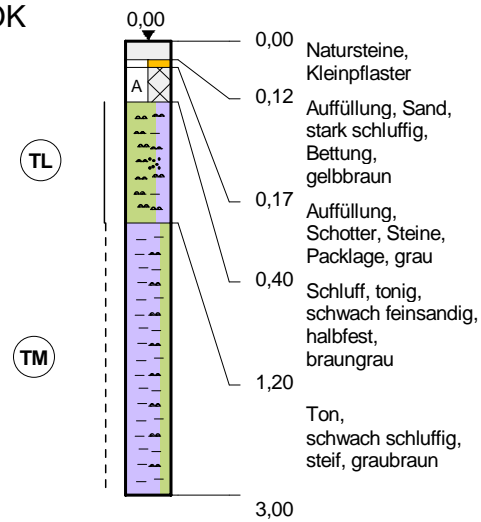 OK
0,00
0,00
Natursteine,
Kleinpflaster
0,12
A
Auffüllung, Sand,
stark schluffig,
Bettung,
gelbbraun
TL
0,17
Auffüllung,
Schotter, Steine,
Packlage, grau
0,40
Schluff, tonig,
schwach feinsandig,
halbfest,
braungrau
TM
1,20
Ton,
schwach schluffig,
steif, graubraun
3,00